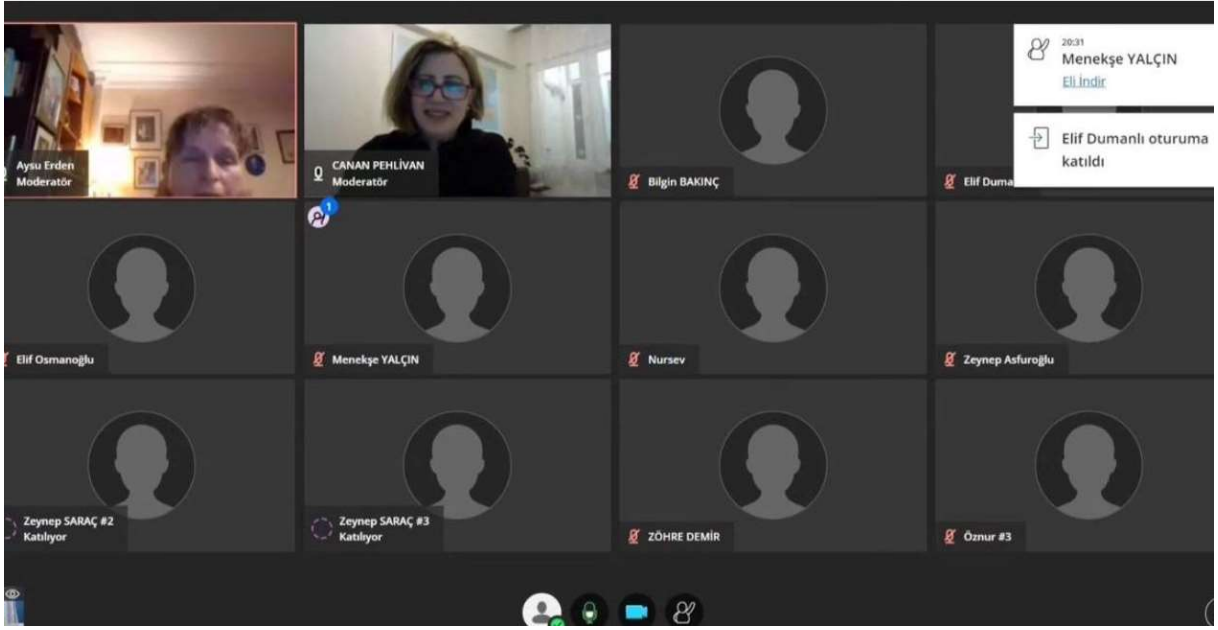 Aysu Erden
Moderatör
CANAN PEHLİVAN
Moderatör
Bilgin BAKINÇ
Elif Duma
20:31
Menekşe YALÇIN
Eli İndir
Elif Dumanlı oturuma
katıldı
Elif Osmanoğlu
1
Menekşe YALÇIN
Nursev
Zeynep Asfuroğlu
Zeynep SARAÇ #2
Katılıyor
Zeynep SARAÇ #3
Katılıyor
ZÖHRE DEMİR
Öznur #3